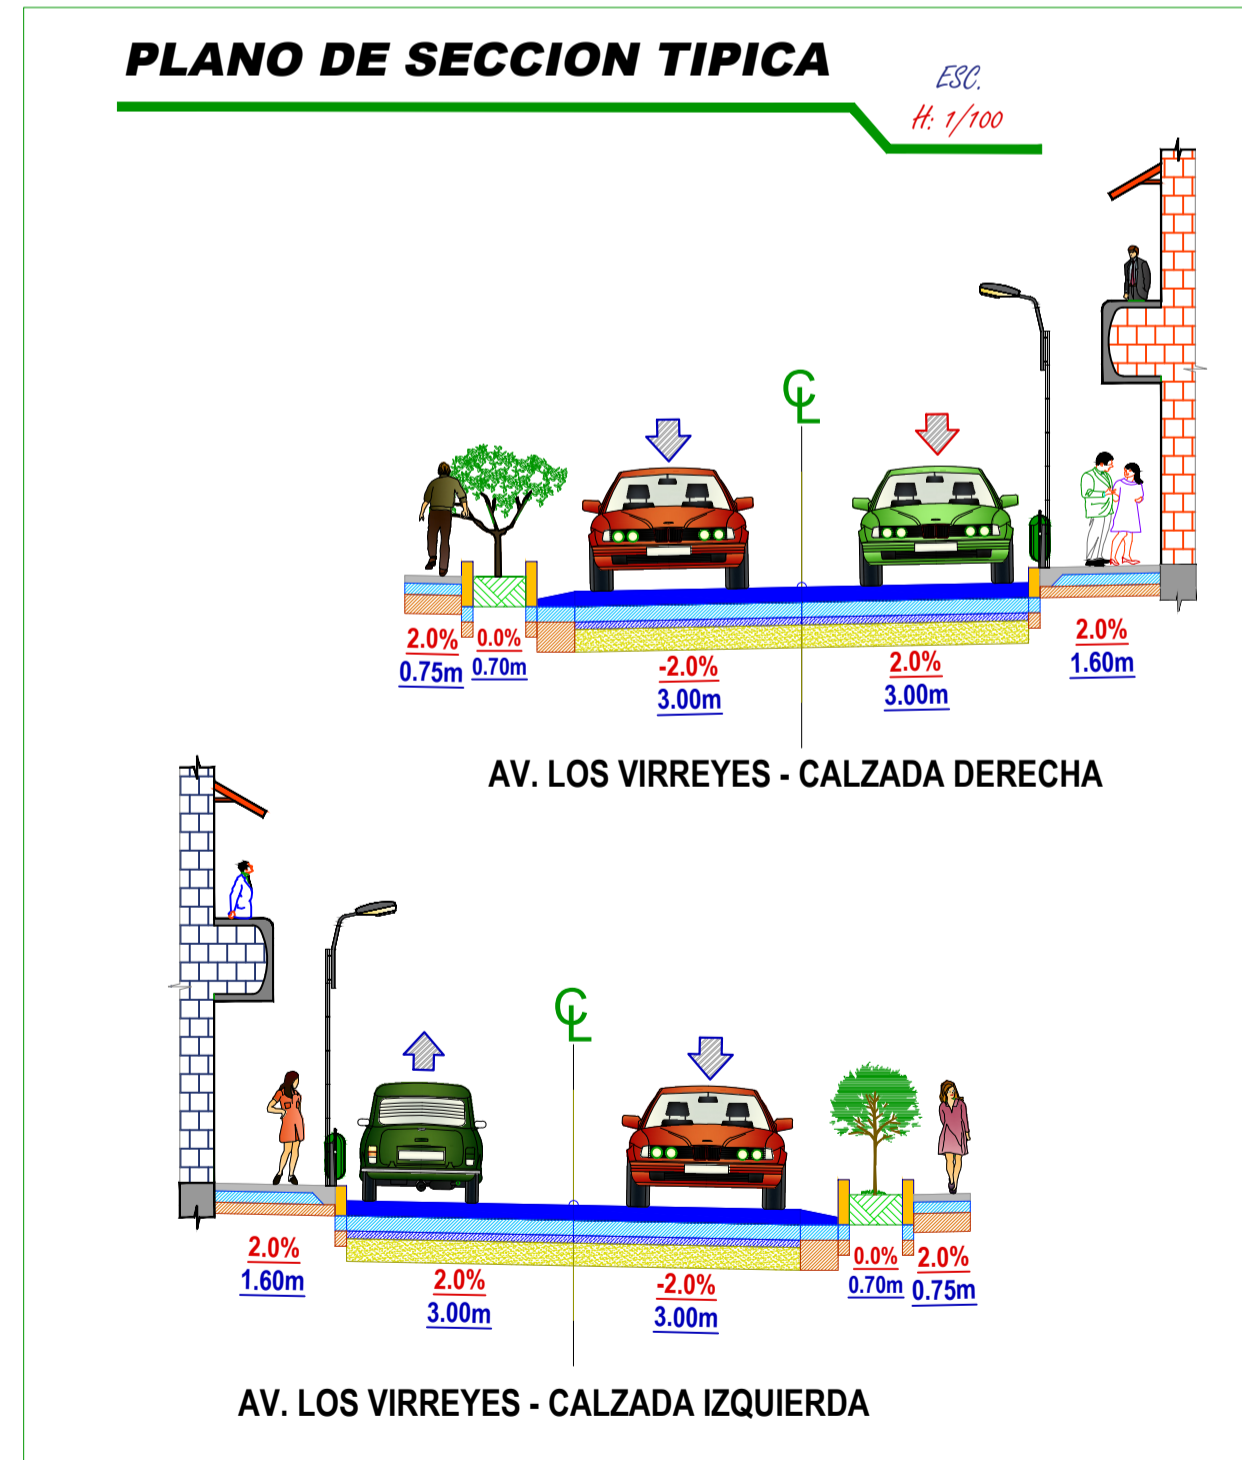 PLANO DE SECCION TIPICA
ESC.
H: 1/100
CL
2.0%
0.75m
0.0%
0.70m
-2.0%
3.00m
2.0%
3.00m
2.0%
1.60m
AV. LOS VIRREYES - CALZADA DERECHA
CL
2.0%
1.60m
2.0%
3.00m
-2.0%
3.00m
0.0%
0.70m
2.0%
0.75m
AV. LOS VIRREYES - CALZADA IZQUIERDA